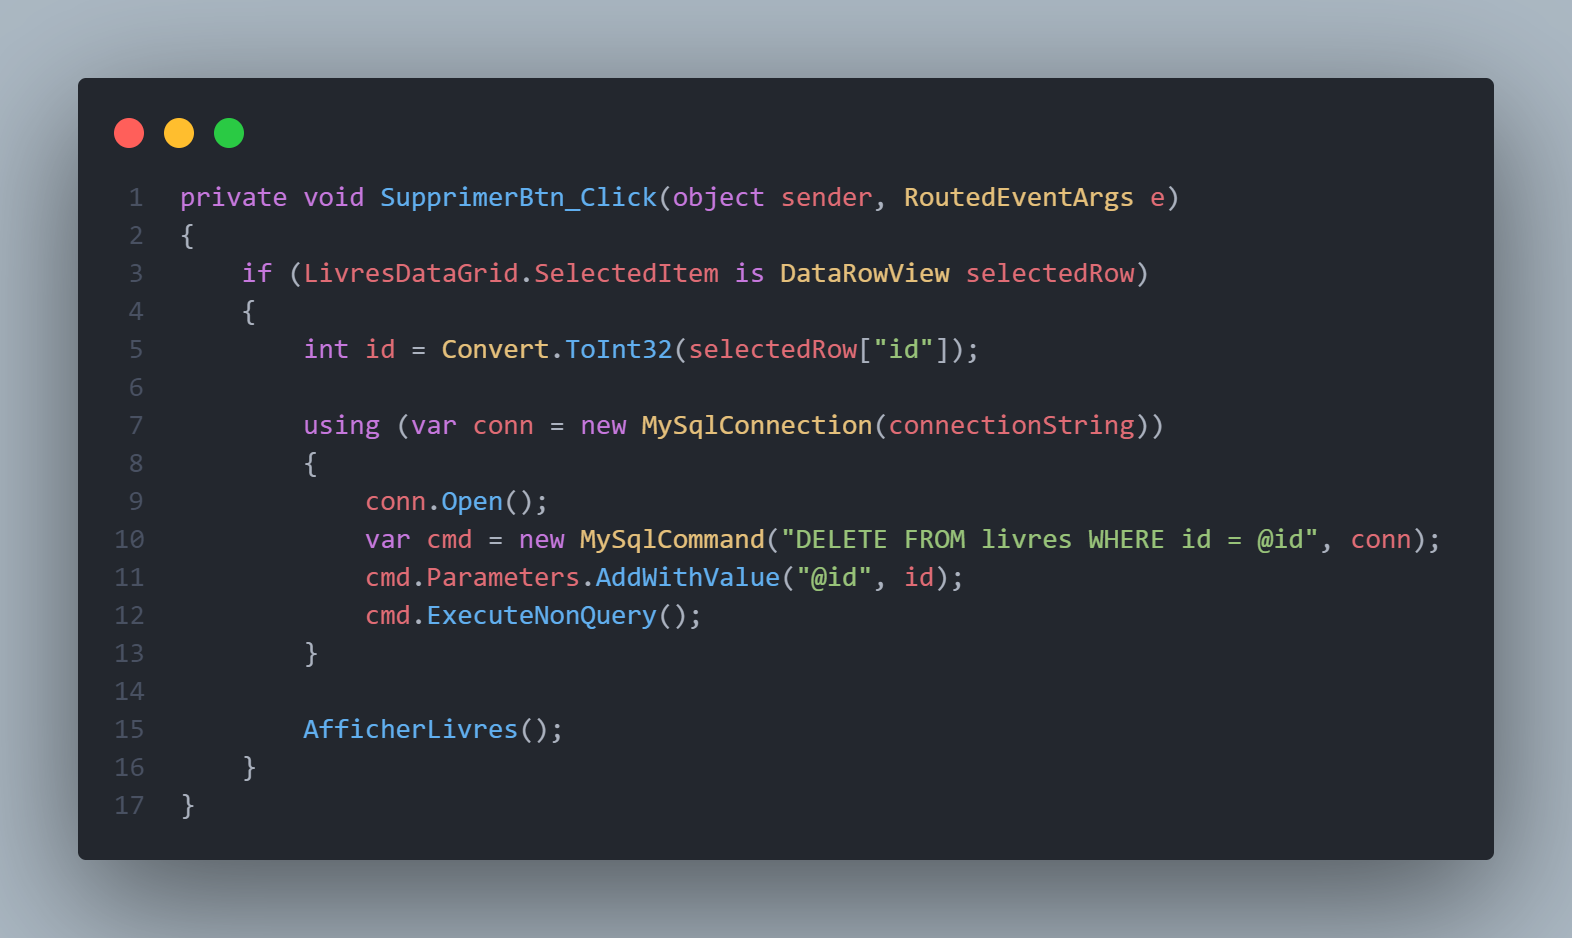 1 private void SupprimerBtn_Click(object sender, RoutedEventArgs e)
2 {
3     if (LivresDataGrid.SelectedItem is DataRowView selectedRow)
4     {
5         int id = Convert.ToInt32(selectedRow["id"]);
6
7         using (var conn = new MySqlConnection(connectionString))
8         {
9             conn.Open();
10             var cmd = new MySqlCommand("DELETE FROM livres WHERE id = @id", conn);
11             cmd.Parameters.AddWithValue("@id", id);
12             cmd.ExecuteNonQuery();
13         }
14
15         AfficherLivres();
16     }
17 }